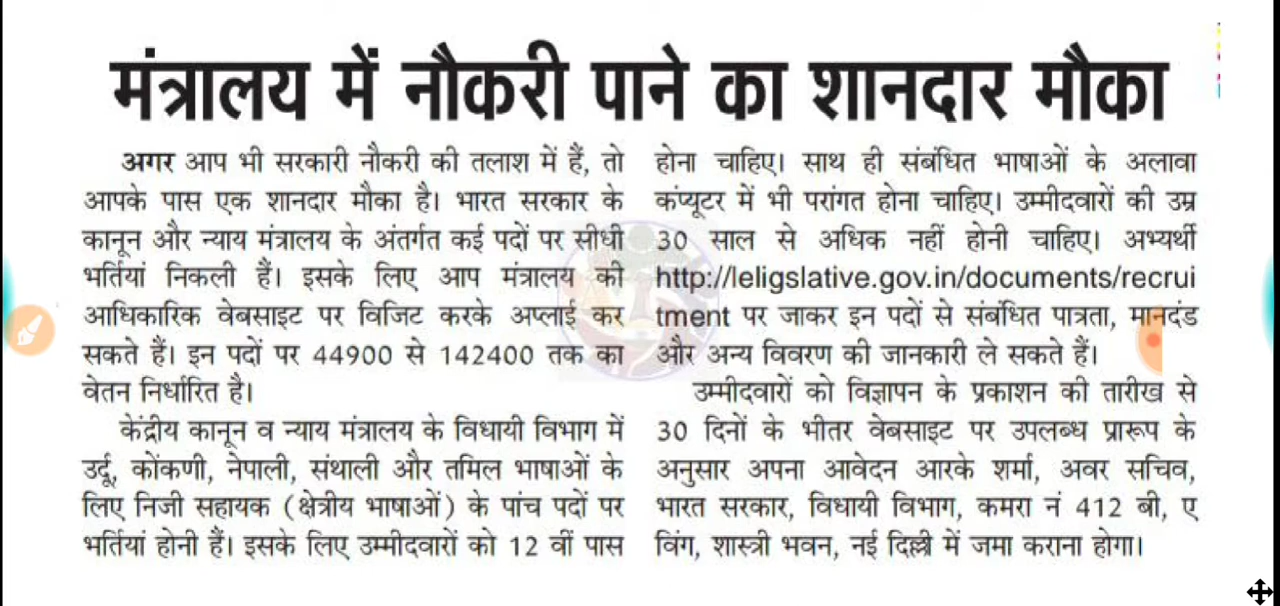 मंत्रालय में नौकरी पाने का शानदार मौका
अगर आप भी सरकारी नौकरी की तलाश में हैं, तो
आपके पास एक शानदार मौका है। भारत सरकार के
कानून और न्याय मंत्रालय के अंतर्गत कई पदों पर सीधी
भर्तियां निकली हैं। इसके लिए आप मंत्रालय की
आधिकारिक वेबसाइट पर विजिट करके अप्लाई कर
सकते हैं। इन पदों पर 44900 से 142400 तक का
वेतन निर्धारित है।
केंद्रीय कानून व न्याय मंत्रालय के विधायी विभाग में
उर्दू, कोंकणी, नेपाली, संथाली और तमिल भाषाओं के
लिए निजी सहायक (क्षेत्रीय भाषाओं) के पांच पदों पर
भर्तियां होनी हैं। इसके लिए उम्मीदवारों को 12 वीं पास
होना चाहिए। साथ ही संबंधित भाषाओं के अलावा
कंप्यूटर में भी परांगत होना चाहिए। उम्मीदवारों की उम्र
30 साल से अधिक नहीं होनी चाहिए। अभ्यर्थी
http://leligslative.gov.in/documents/recrui
tment पर जाकर इन पदों से संबंधित पात्रता, मानदंड
और अन्य विवरण की जानकारी ले सकते हैं।
उम्मीदवारों को विज्ञापन के प्रकाशन की तारीख से
30 दिनों के भीतर वेबसाइट पर उपलब्ध प्रारूप के
अनुसार अपना आवेदन आरके शर्मा, अवर सचिव,
भारत सरकार, विधायी विभाग, कमरा नं 412 बी, ए
विंग, शास्त्री भवन, नई दिल्ली में जमा कराना होगा।